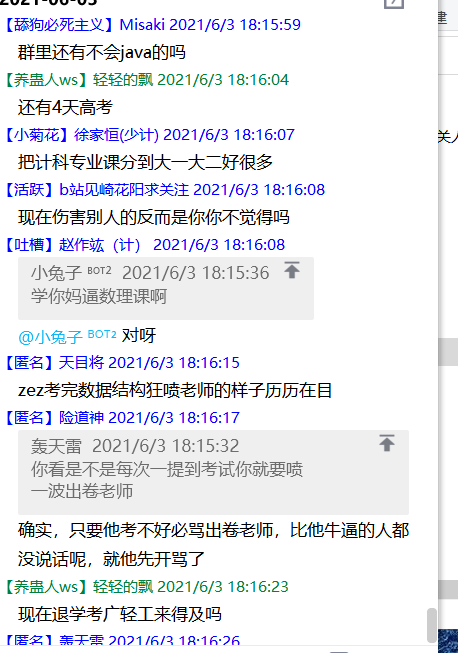 2021-06-03
【舔狗必死主义】Misaki 2021/6/3 18:15:59
群里还有不会java的吗
【养蛊人ws】轻轻的飘 2021/6/3 18:16:04
还有4天高考
【小菊花】徐家恒(少计) 2021/6/3 18:16:07
把计科专业课分到大一大二好很多
【活跃】b站见崎花阳求关注 2021/6/3 18:16:08
现在伤害别人的反而是你你不觉得吗
【吐槽】赵作竑（计） 2021/6/3 18:16:08
小兔子 BOT2 2021/6/3 18:15:36
学你妈逼数理课啊
@小兔子 BOT2 对呀
【匿名】天目将 2021/6/3 18:16:15
zez考完数据结构狂喷老师的样子历历在目
【匿名】险道神 2021/6/3 18:16:17
轰天雷 2021/6/3 18:15:32
你看是不是每次一提到考试你就要喷
一波出卷老师
确实，只要他考不好必骂出卷老师，比他牛逼的人都
没说话呢，就他先开骂了
【养蛊人ws】轻轻的飘 2021/6/3 18:16:23
现在退学考广轻工来得及吗
【匿名】轰天雷 2021/6/3 18:16:26
建
关人